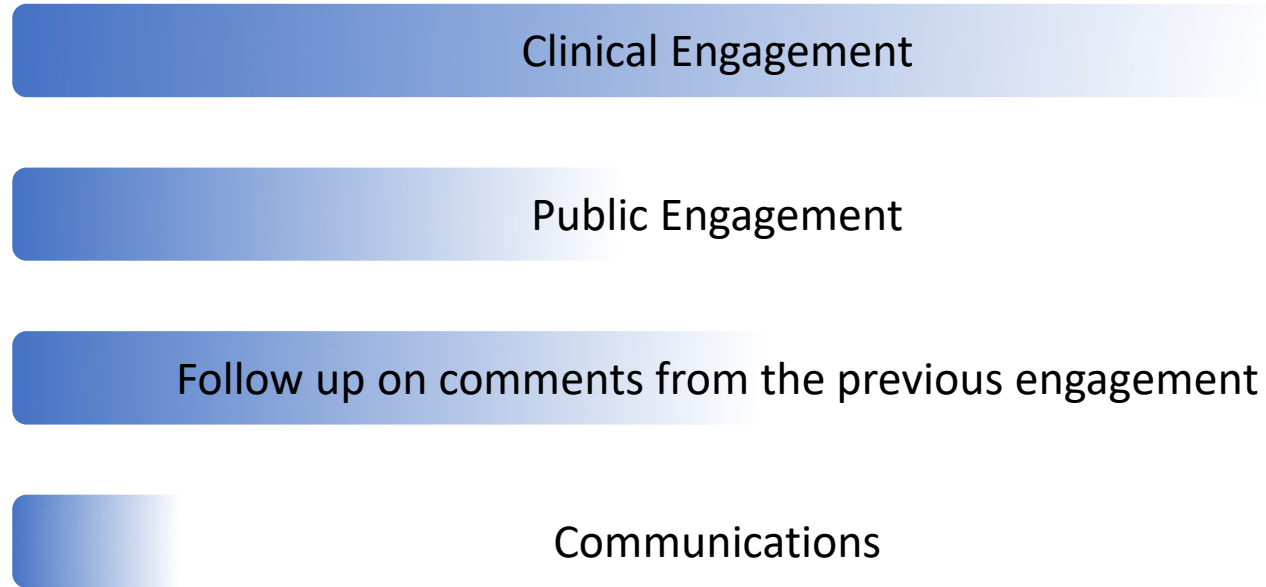 Clinical Engagement
Public Engagement
Follow up on comments from the previous engagement
Communications